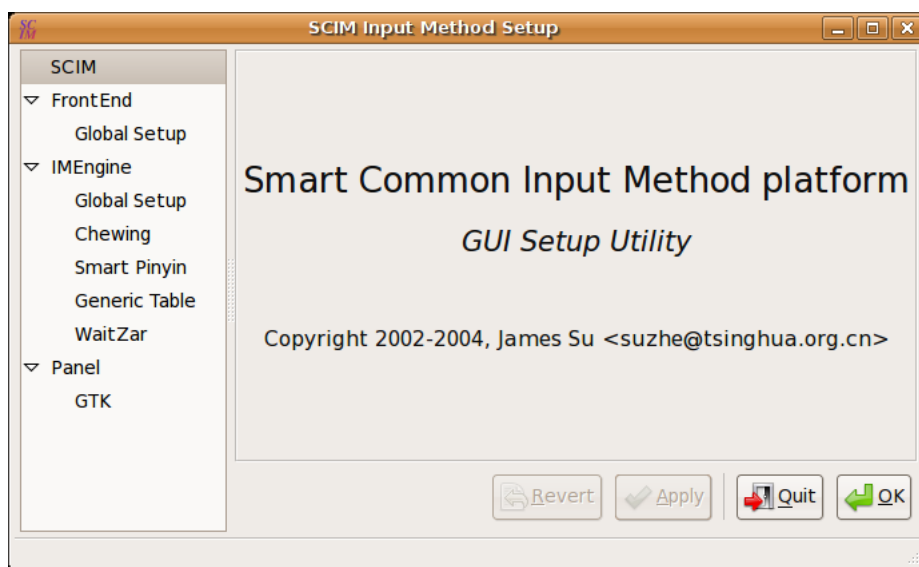 SCIM
SCIM Input Method Setup
SCIM
FrontEnd
Global Setup
IMEngine
Global Setup
Chewing
Smart Pinyin
Generic Table
WaitZar
Panel
GTK
Smart Common Input Method platform
GUI Setup Utility
Copyright 2002-2004, James Su <suzhe@tsinghua.org.cn>
Revert
Apply
Quit
OK